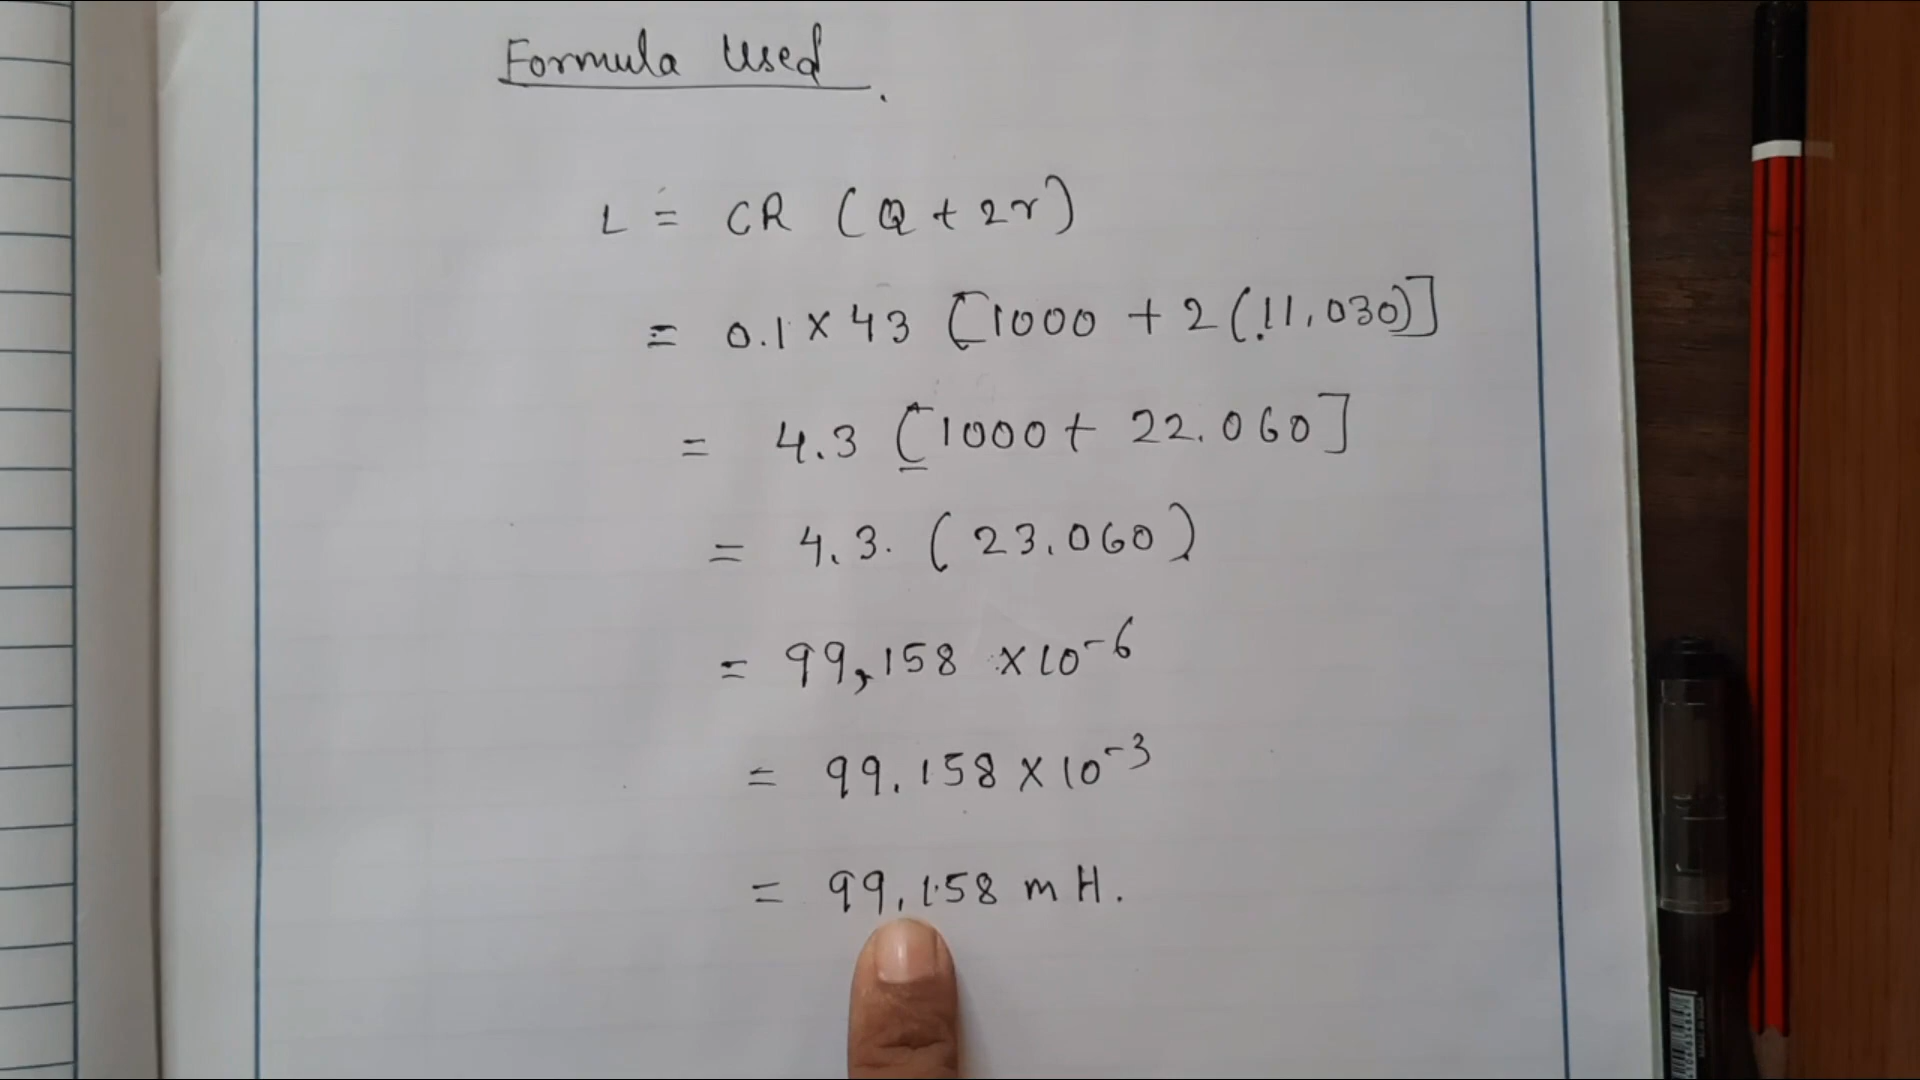 Formula Used.
L = CR (Q + 2r)
= 0.1 × 43 [1000 + 2(11,030)]
= 4.3 [1000 + 22.060]
= 4.3. (23.060)
= 99,158 × 10⁻⁶
= 99.158 × 10⁻³
= 99.158 mH.